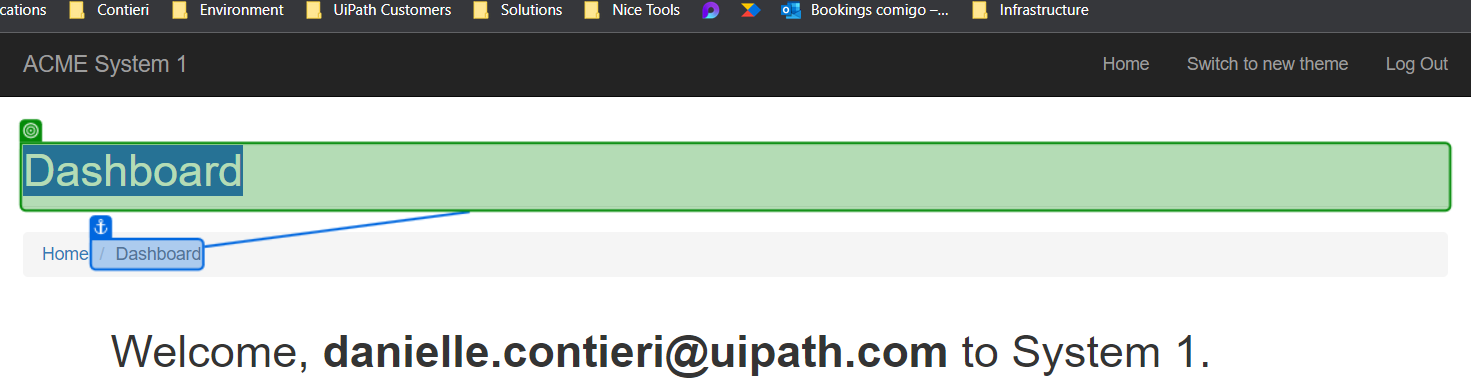 cations Contieri Environment UiPath Customers Solutions Nice Tools Bookings comigo –... Infrastructure
ACME System 1 Home Switch to new theme Log Out
Dashboard
Home / Dashboard
Welcome, danielle.contieri@uipath.com to System 1.